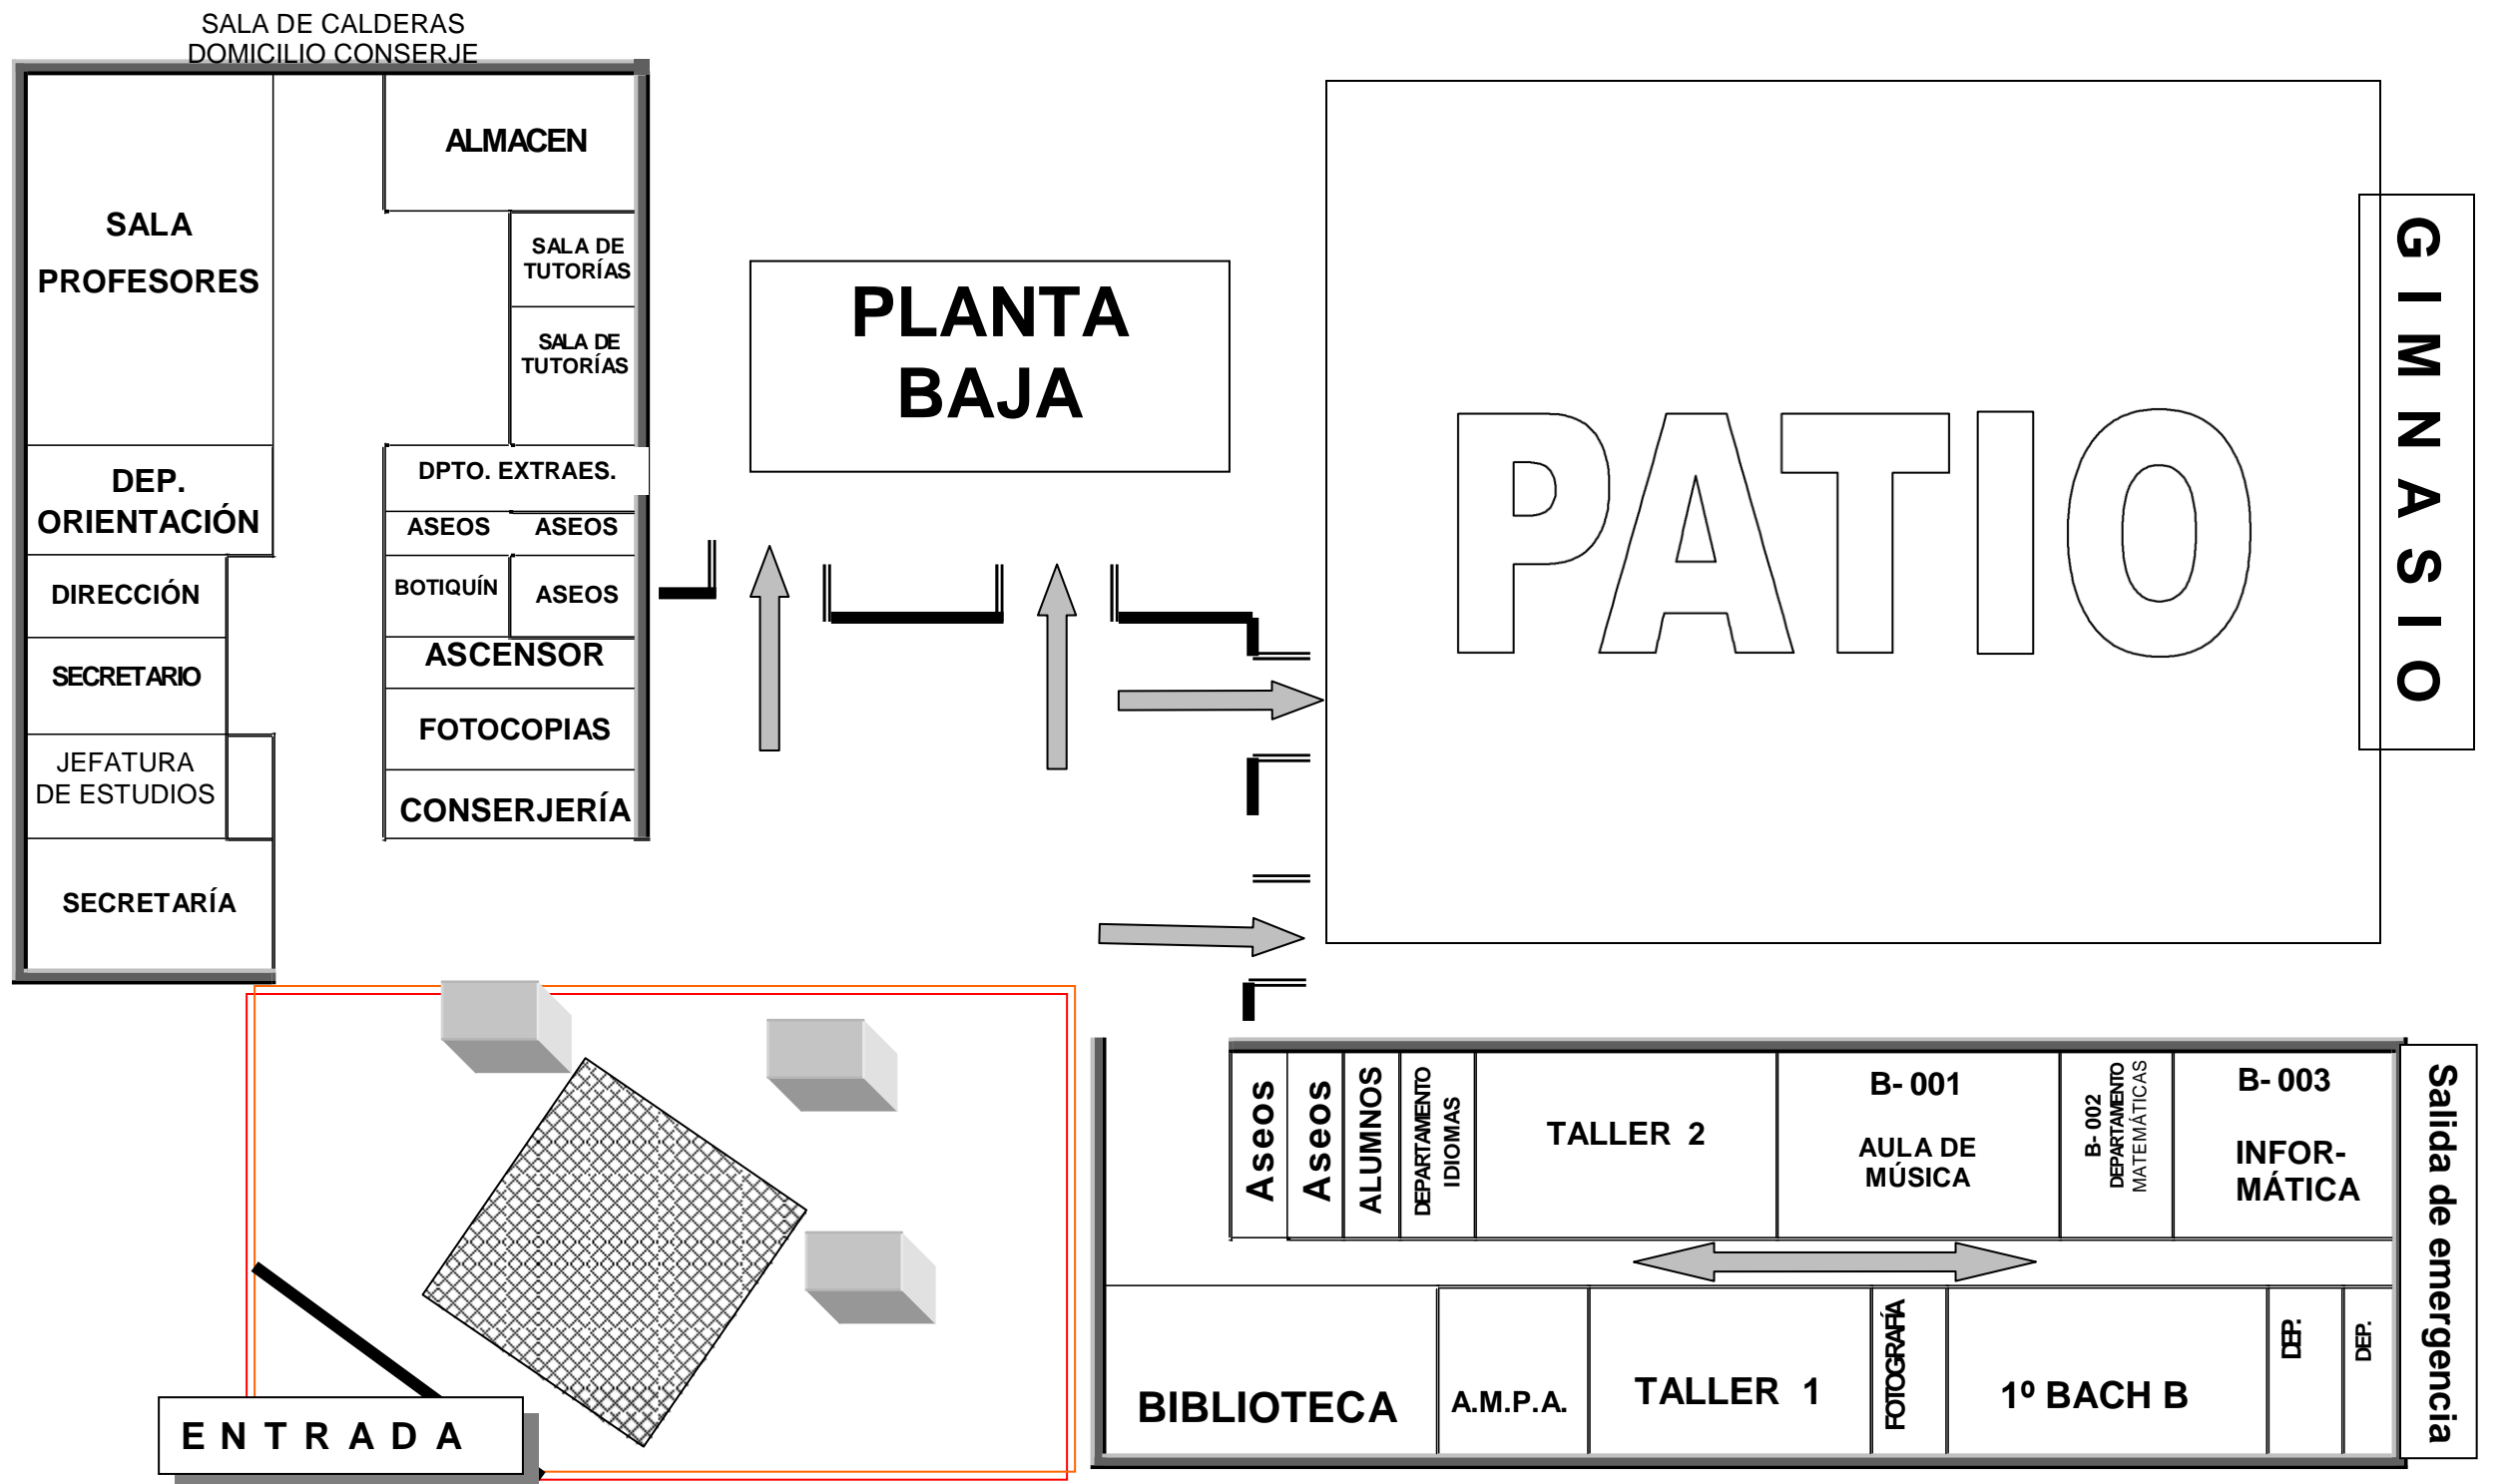 SALA DE CALDERAS
DOMICILIO CONSERJE
ALMACEN
SALA
PROFESORES
SALA DE
TUTORÍAS
SALA DE
TUTORÍAS
DEP.
ORIENTACIÓN
DPTO. EXTRAES.
ASEOS
ASEOS
DIRECCIÓN
BOTIQUÍN
ASEOS
SECRETARIO
ASCENSOR
FOTOCOPIAS
JEFATURA
DE ESTUDIOS
CONSERJERÍA
SECRETARÍA
PLANTA
BAJA
PATIO
GIMNASIO
ENTRADA
Aseos
Aseos
ALUMNOS
DEPARTAMENTO
IDIOMAS
TALLER 2
B- 001
AULA DE
MÚSICA
B- 002
DEPARTAMENTO
MATEMÁTICAS
B- 003
INFOR-
MÁTICA
Salida de emergencia
BIBLIOTECA
A.M.P.A.
TALLER 1
FOTOGRAFÍA
1º BACH B
DEP.
DEP.